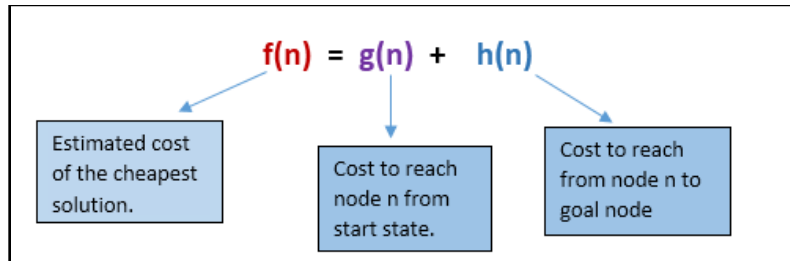 f(n) = g(n) + h(n)
Estimated cost
of the cheapest
solution.
Cost to reach
node n from
start state.
Cost to reach
from node n to
goal node